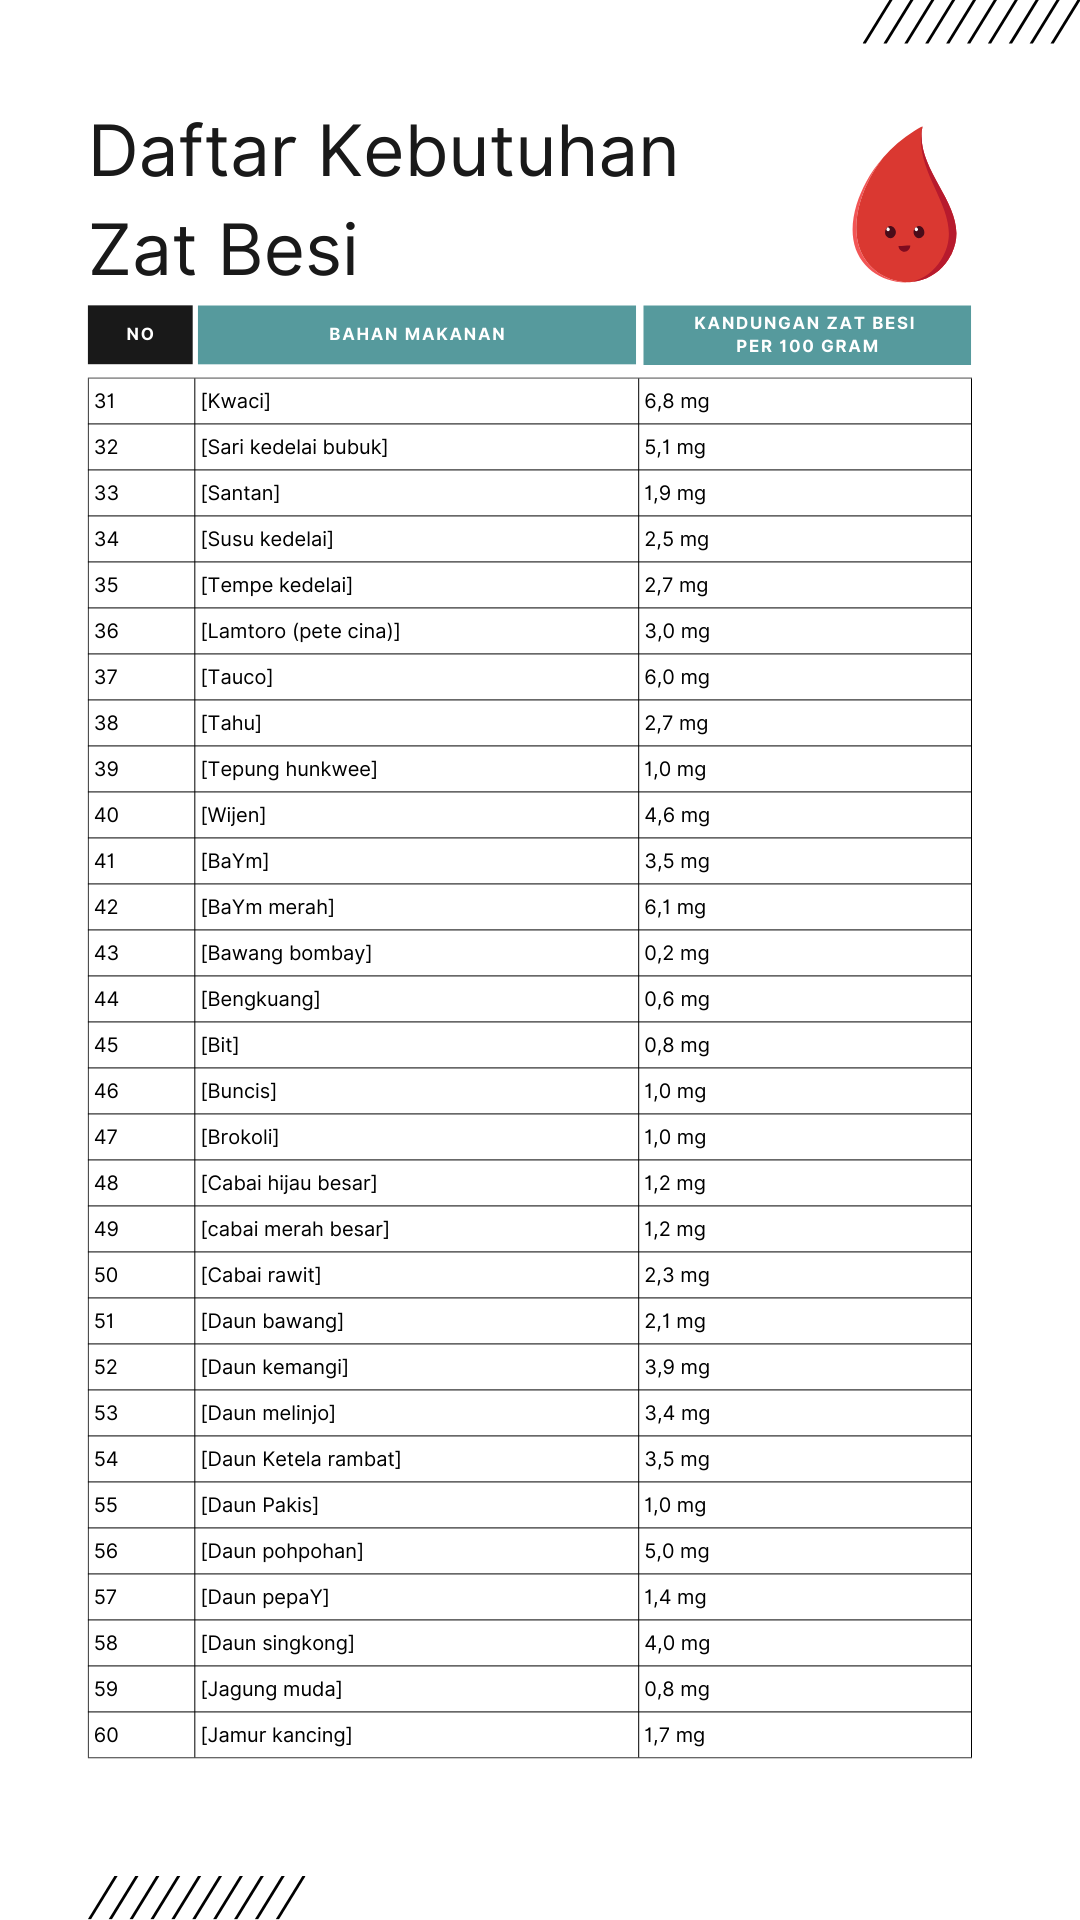 Daftar Kebutuhan
Zat Besi
NO BAHAN MAKANAN KANDUNGAN ZAT BESI
PER 100 GRAM
31 [Kwaci] 6,8 mg
32 [Sari kedelai bubuk] 5,1 mg
33 [Santan] 1,9 mg
34 [Susu kedelai] 2,5 mg
35 [Tempe kedelai] 2,7 mg
36 [Lamtoro (pete cina)] 3,0 mg
37 [Tauco] 6,0 mg
38 [Tahu] 2,7 mg
39 [Tepung hunkwee] 1,0 mg
40 [Wijen] 4,6 mg
41 [BaYm] 3,5 mg
42 [BaYm merah] 6,1 mg
43 [Bawang bombay] 0,2 mg
44 [Bengkuang] 0,6 mg
45 [Bit] 0,8 mg
46 [Buncis] 1,0 mg
47 [Brokoli] 1,0 mg
48 [Cabai hijau besar] 1,2 mg
49 [cabai merah besar] 1,2 mg
50 [Cabai rawit] 2,3 mg
51 [Daun bawang] 2,1 mg
52 [Daun kemangi] 3,9 mg
53 [Daun melinjo] 3,4 mg
54 [Daun Ketela rambat] 3,5 mg
55 [Daun Pakis] 1,0 mg
56 [Daun pohpohan] 5,0 mg
57 [Daun pepaY] 1,4 mg
58 [Daun singkong] 4,0 mg
59 [Jagung muda] 0,8 mg
60 [Jamur kancing] 1,7 mg